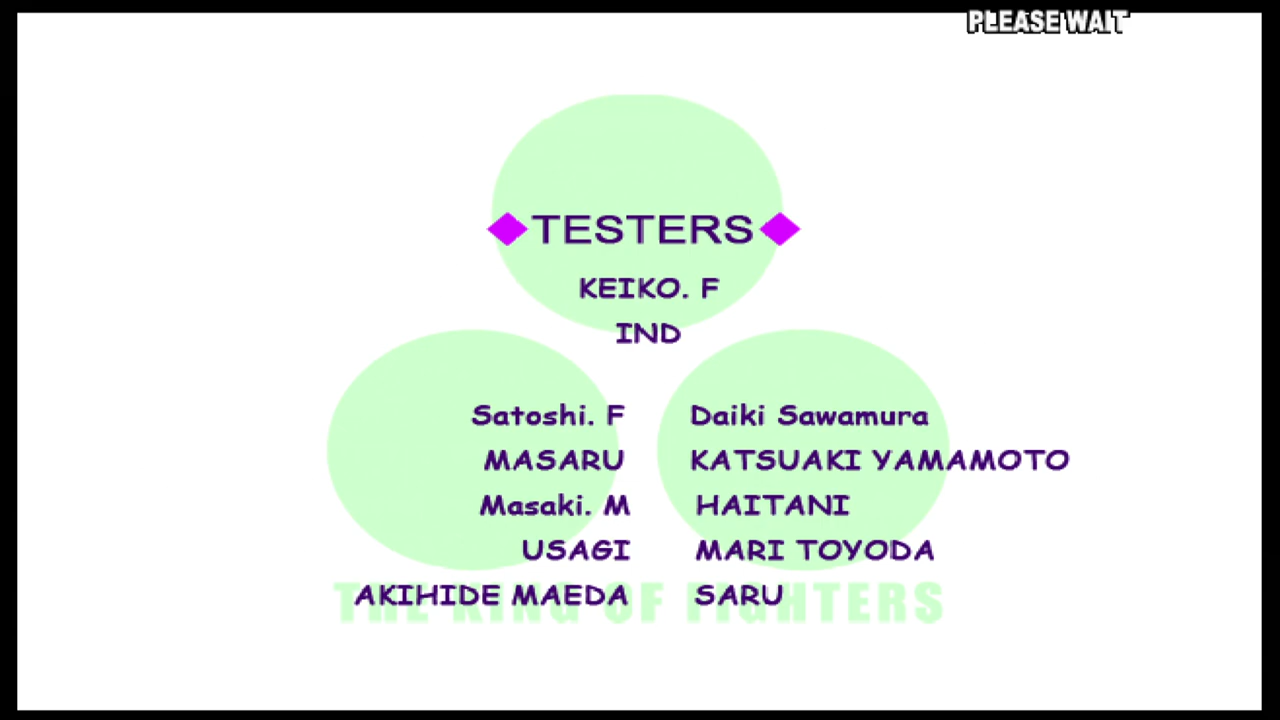 PLEASE WAIT
TESTERS
KEIKO. F
IND
Satoshi. F Daiki Sawamura
MASARU KATSUAKI YAMAMOTO
Masaki. M HAITANI
USAGI MARI TOYODA
AKIHIDE MAEDA SARU
THE KING OF FIGHTERS